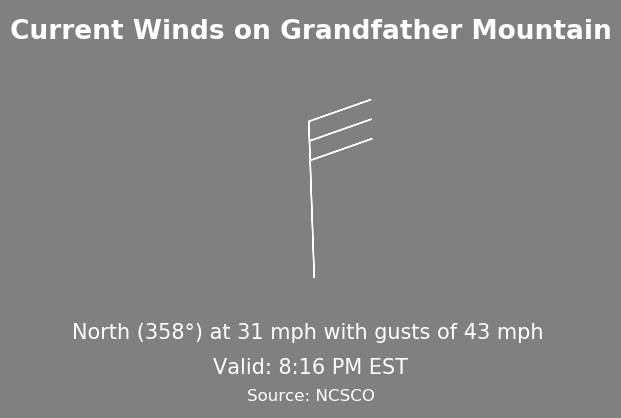 Current Winds on Grandfather Mountain
North (358°) at 31 mph with gusts of 43 mph
Valid: 8:16 PM EST
Source: NCSCO